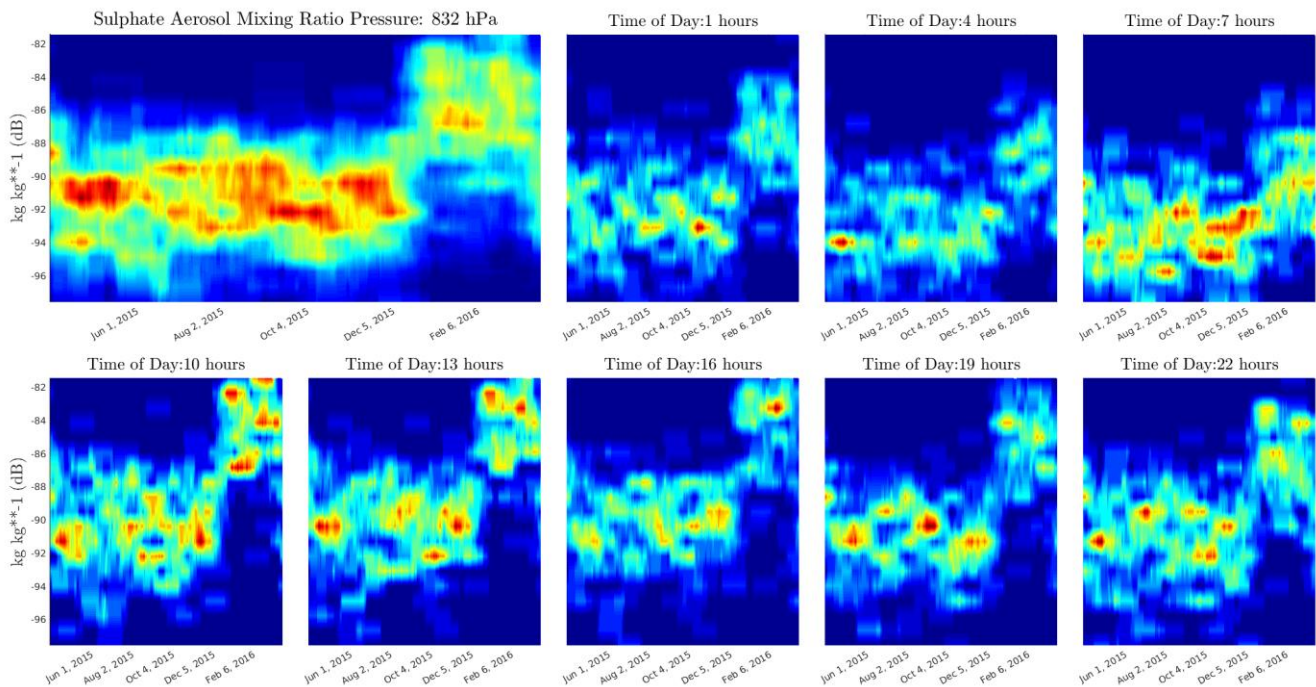 Sulphate Aerosol Mixing Ratio Pressure: 832 hPa
Time of Day:1 hours
Time of Day:4 hours
Time of Day:7 hours
kg kg**-1 (dB)
-82
-84
-86
-88
-90
-92
-94
-96
Jun 1, 2015
Aug 2, 2015
Oct 4, 2015
Dec 5, 2015
Feb 6, 2016
Jun 1, 2015
Aug 2, 2015
Oct 4, 2015
Dec 5, 2015
Feb 6, 2016
Jun 1, 2015
Aug 2, 2015
Oct 4, 2015
Dec 5, 2015
Feb 6, 2016
Jun 1, 2015
Aug 2, 2015
Oct 4, 2015
Dec 5, 2015
Feb 6, 2016
Time of Day:10 hours
Time of Day:13 hours
Time of Day:16 hours
Time of Day:19 hours
Time of Day:22 hours
kg kg**-1 (dB)
-82
-84
-86
-88
-90
-92
-94
-96
Jun 1, 2015
Aug 2, 2015
Oct 4, 2015
Dec 5, 2015
Feb 6, 2016
Jun 1, 2015
Aug 2, 2015
Oct 4, 2015
Dec 5, 2015
Feb 6, 2016
Jun 1, 2015
Aug 2, 2015
Oct 4, 2015
Dec 5, 2015
Feb 6, 2016
Jun 1, 2015
Aug 2, 2015
Oct 4, 2015
Dec 5, 2015
Feb 6, 2016
Jun 1, 2015
Aug 2, 2015
Oct 4, 2015
Dec 5, 2015
Feb 6, 2016